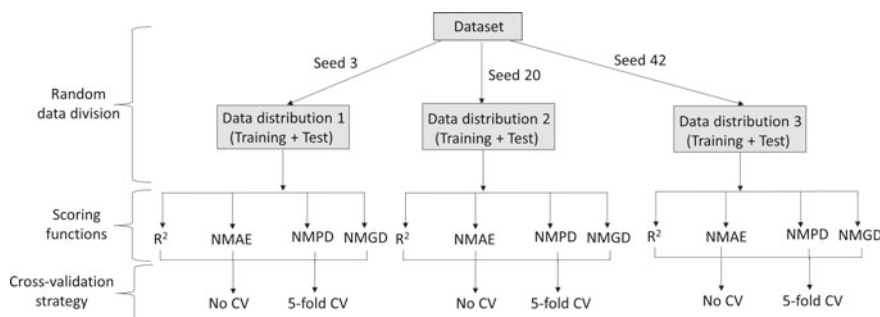 Dataset
Seed 3
Seed 20
Seed 42
Random
data
division
Data distribution 1
(Training + Test)
Data distribution 2
(Training + Test)
Data distribution 3
(Training + Test)
Scoring
functions
R²
NMAE
NMPD
NMGD
R²
NMAE
NMPD
NMGD
R²
NMAE
NMPD
NMGD
Cross-validation
strategy
No CV
5-fold CV
No CV
5-fold CV
No CV
5-fold CV